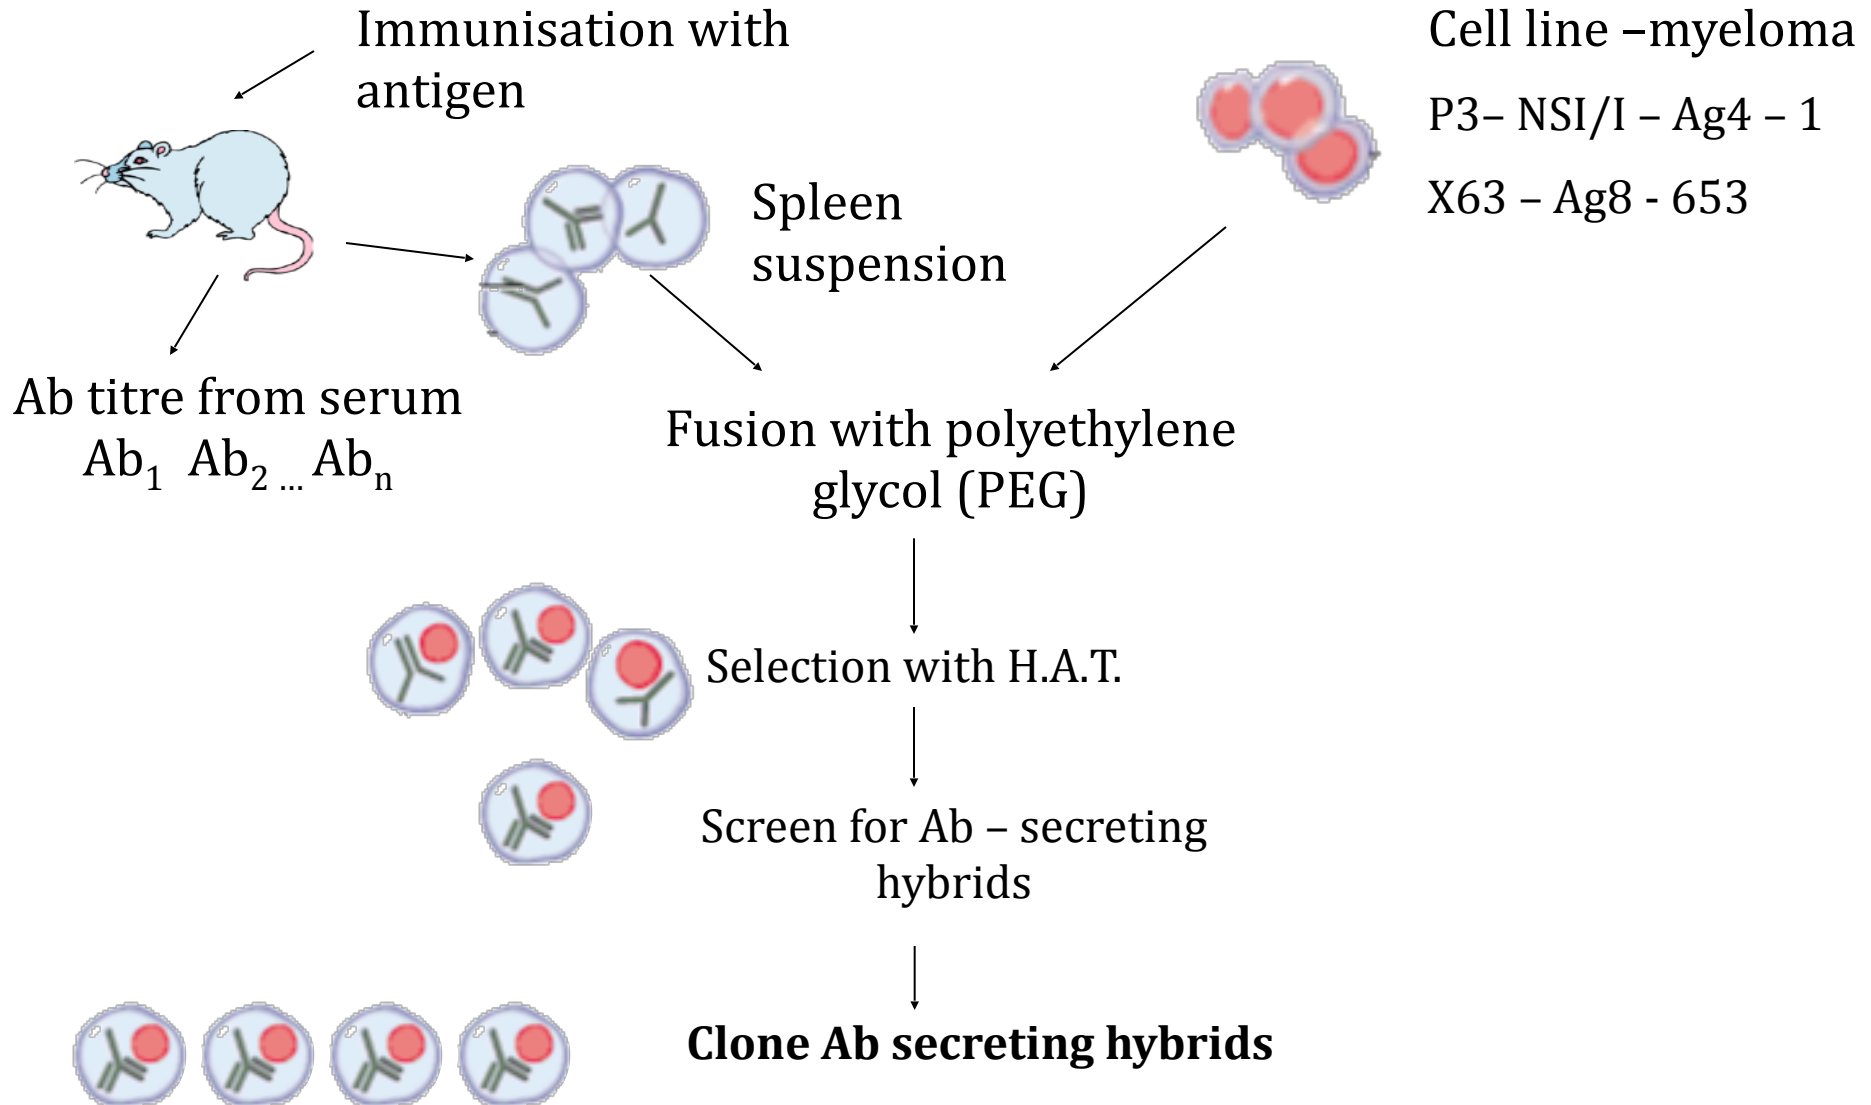 Immunisation with
antigen
Cell line –myeloma
P3– NSI/I – Ag4 – 1
X63 – Ag8 - 653
Spleen
suspension
Ab titre from serum
Ab1 Ab2 ... Abn
Fusion with polyethylene
glycol (PEG)
Selection with H.A.T.
Screen for Ab – secreting
hybrids
Clone Ab secreting hybrids